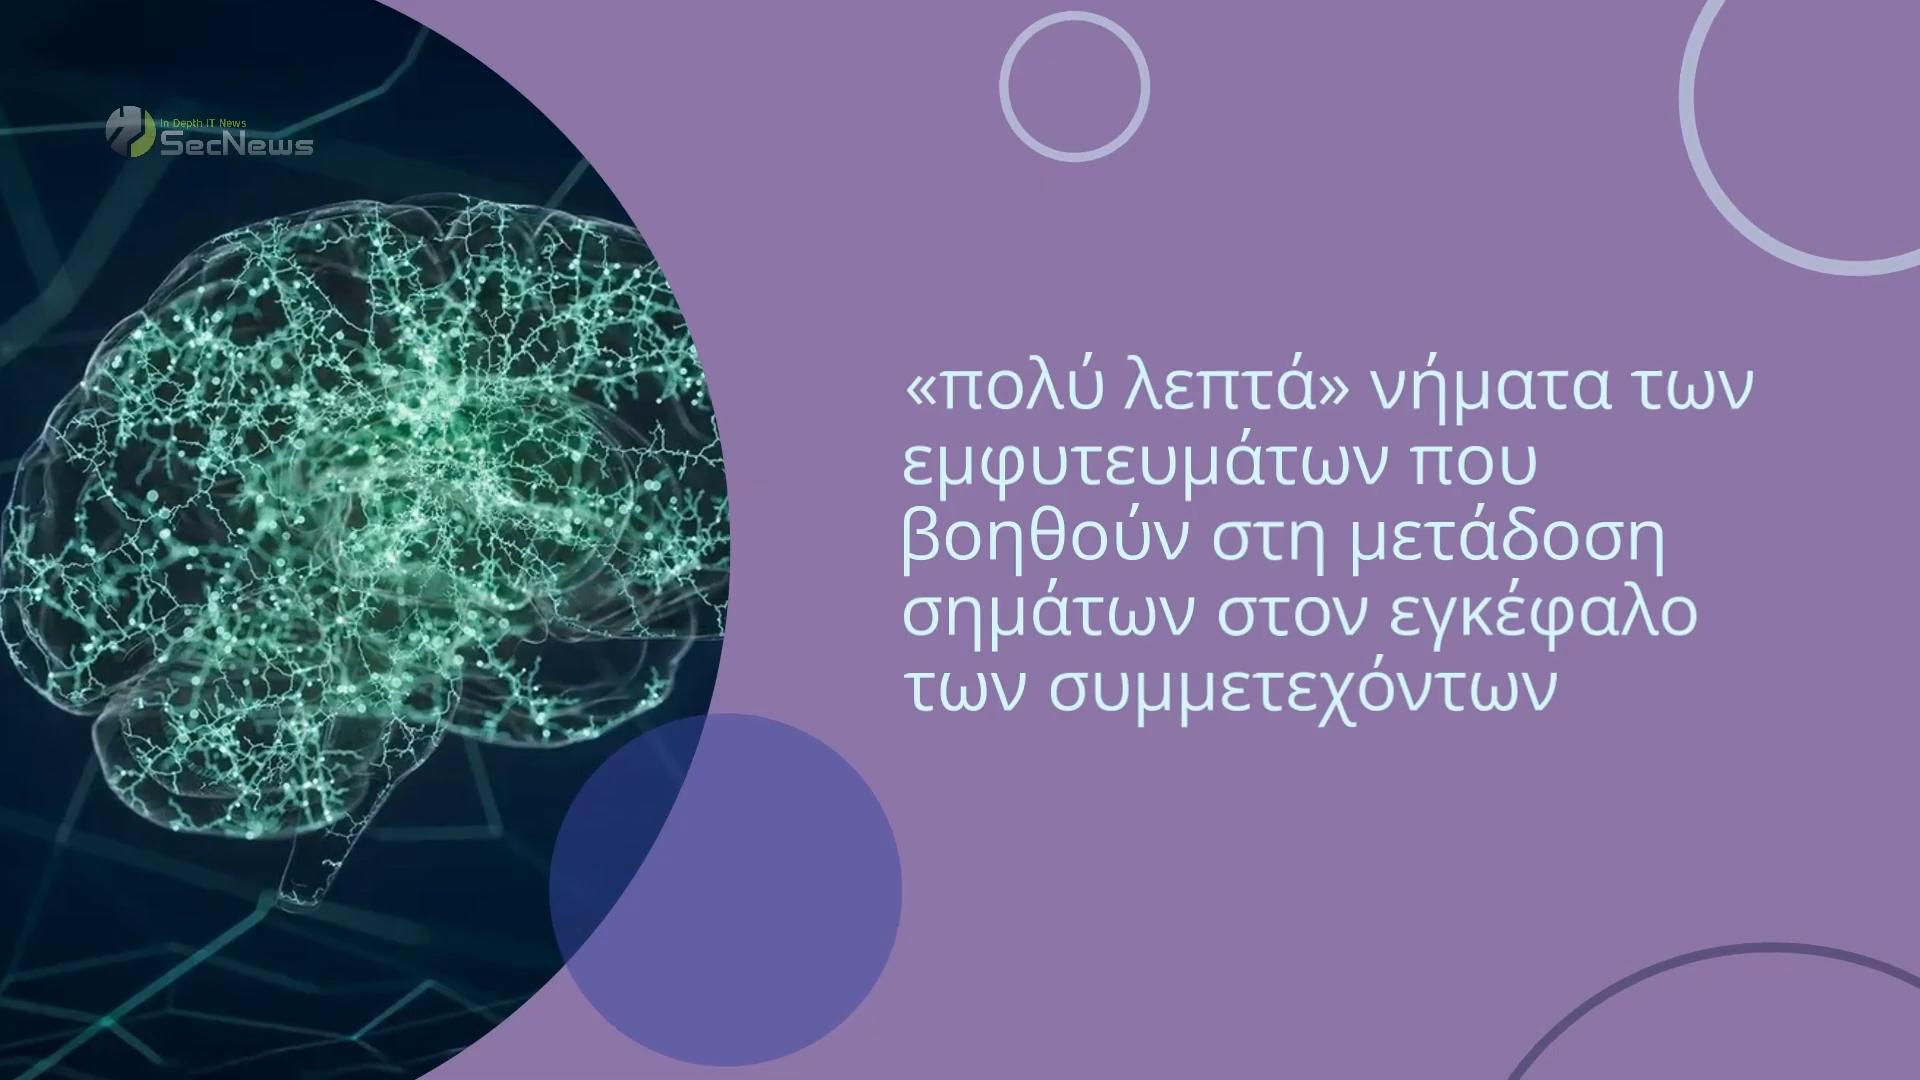 In Depth IT News
SecNews
«πολύ λεπτά» νήματα των
εμφυτευμάτων που
βοηθούν στη μετάδοση
σημάτων στον εγκέφαλο
των συμμετεχόντων